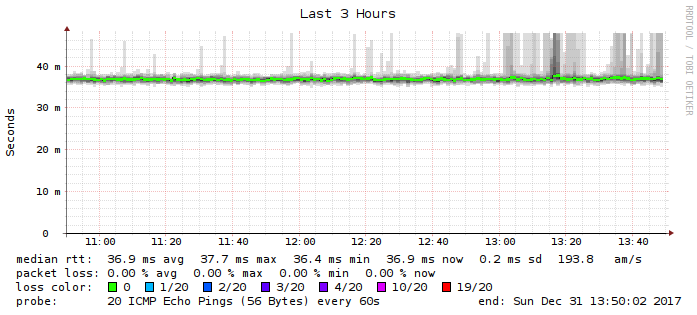 Last 3 Hours
RRDTOOL / TOBI OETIKER
Seconds
40 m
30 m
20 m
10 m
0
11:00 11:20 11:40 12:00 12:20 12:40 13:00 13:20 13:40
median rtt: 36.9 ms avg 37.7 ms max 36.4 ms min 36.9 ms now 0.2 ms sd 193.8 am/s
packet loss: 0.00 % avg 0.00 % max 0.00 % min 0.00 % now
loss color: 0 1/20 2/20 3/20 4/20 10/20 19/20
probe: 20 ICMP Echo Pings (56 Bytes) every 60s end: Sun Dec 31 13:50:02 2017